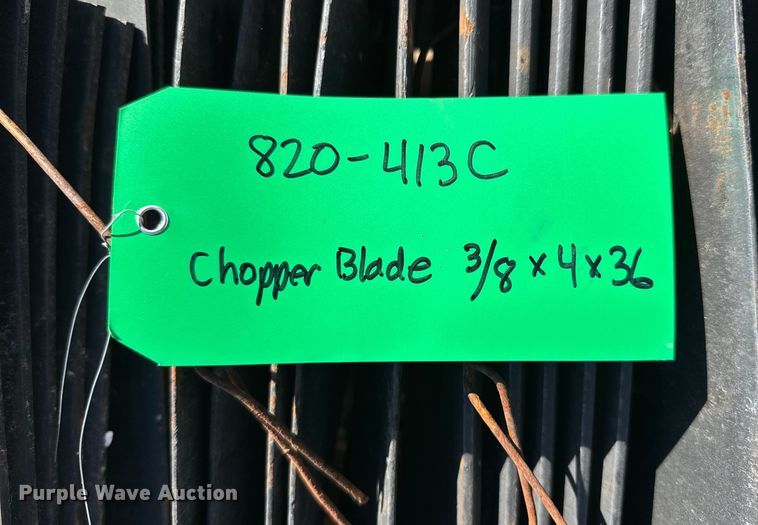 820-413C
Chopper Blade 3/8 x 4 x 36
Purple Wave Auction